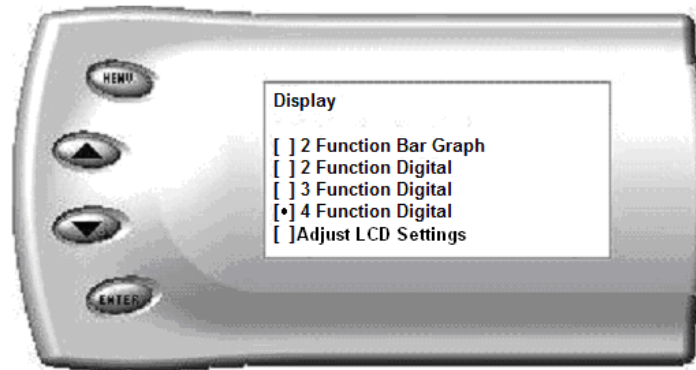 MENU
Display
[ ] 2 Function Bar Graph
[ ] 2 Function Digital
[ ] 3 Function Digital
[•] 4 Function Digital
[ ]Adjust LCD Settings
ENTER